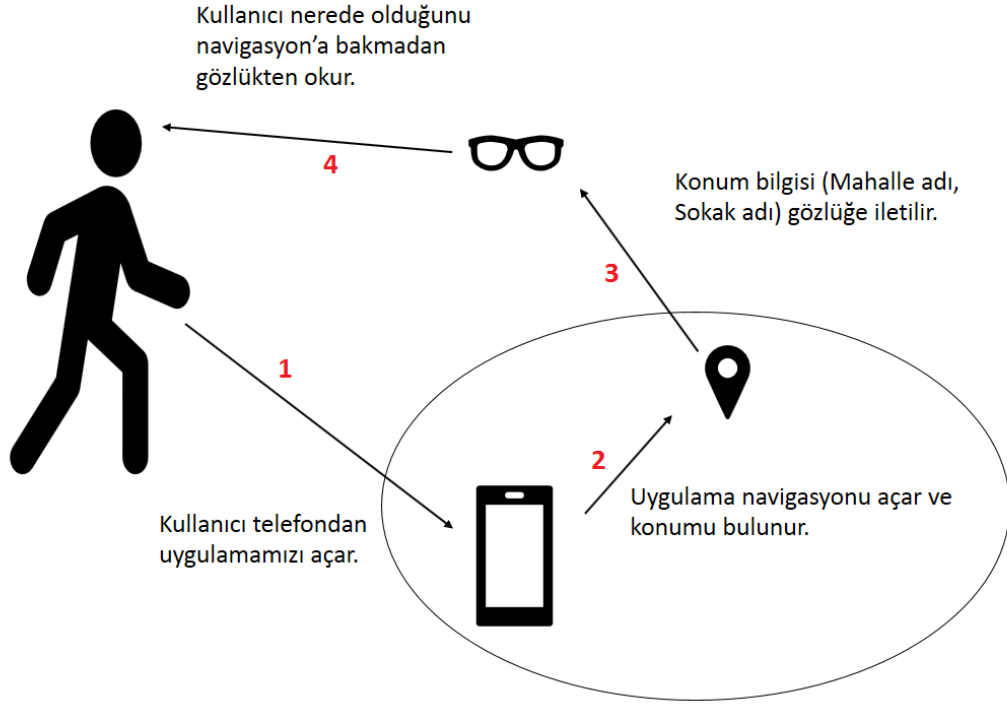 Kullanıcı nerede olduğunu
navigasyon'a bakmadan
gözlükten okur.
4
Konum bilgisi (Mahalle adı,
Sokak adı) gözlüğe iletilir.
3
1
2
Uygulama navigasyonu açar ve
konumu bulunur.
Kullanıcı telefondan
uygulamamızı açar.